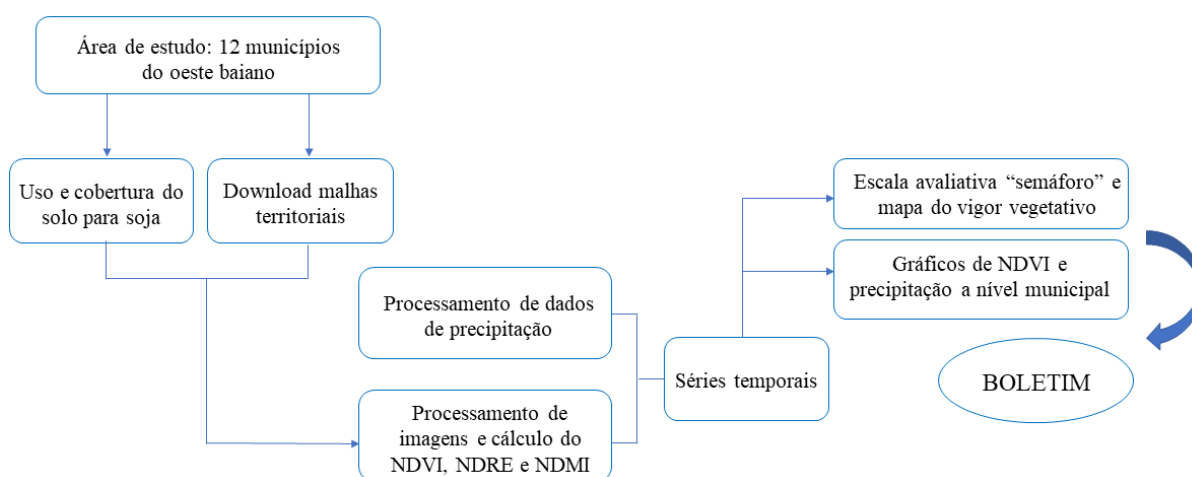 Área de estudo: 12 municípios
do oeste baiano
Uso e cobertura do
solo para soja
Download malhas
territoriais
Processamento de dados
de precipitação
Processamento de
imagens e cálculo do
NDVI, NDRE e NDMI
Séries temporais
Escala avaliativa “semáforo” e
mapa do vigor vegetativo
Gráficos de NDVI e
precipitação a nível municipal
BOLETIM